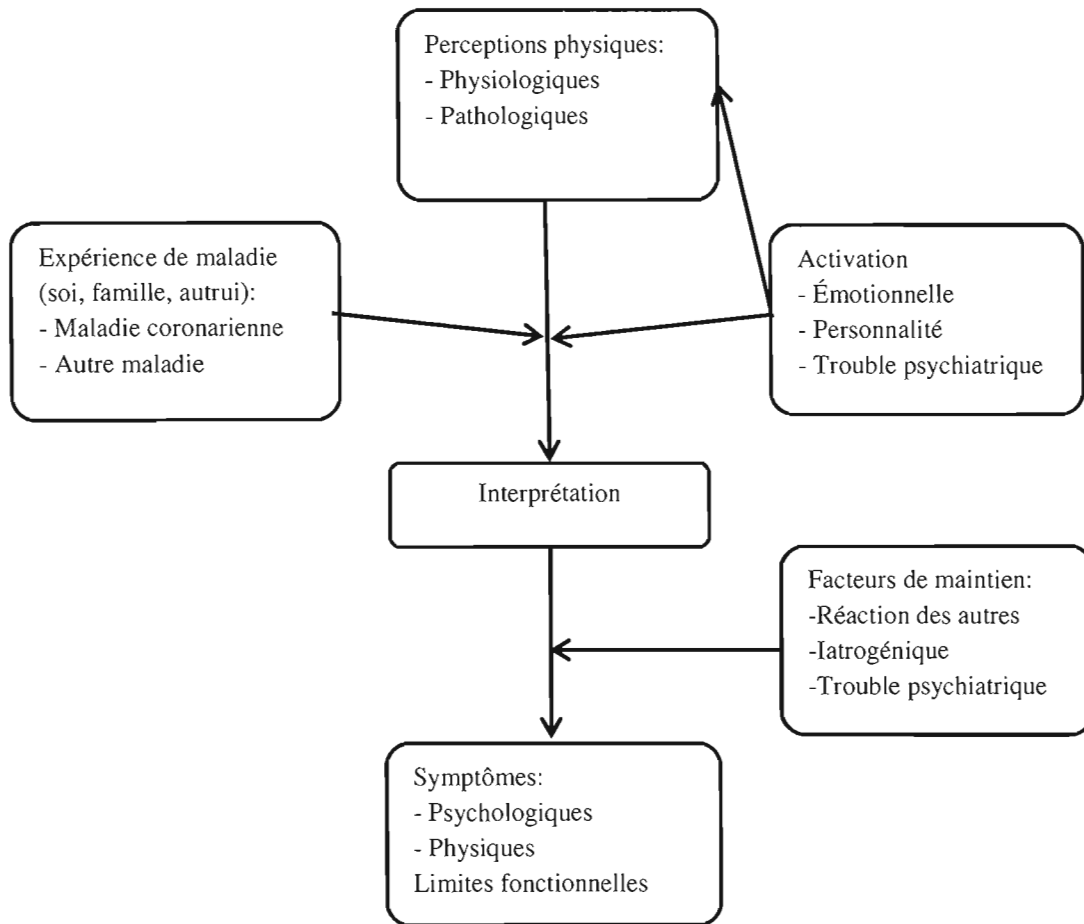 Perceptions physiques:
- Physiologiques
- Pathologiques
Expérience de maladie
(soi, famille, autrui):
- Maladie coronarienne
- Autre maladie
Activation
- Émotionnelle
- Personnalité
- Trouble psychiatrique
Interprétation
Facteurs de maintien:
-Réaction des autres
-Iatrogénique
-Trouble psychiatrique
Symptômes:
- Psychologiques
- Physiques
Limites fonctionnelles